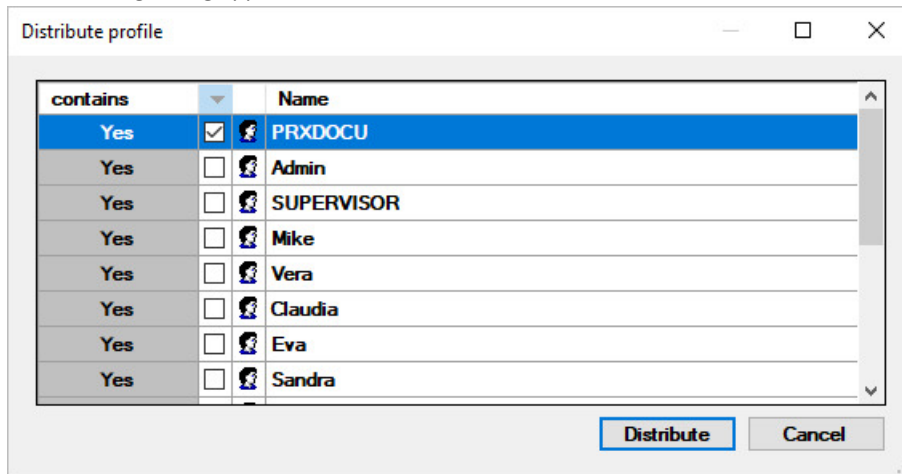 Distribute profile
contains Name
Yes PRXDOCU
Yes Admin
Yes SUPERVISOR
Yes Mike
Yes Vera
Yes Claudia
Yes Eva
Yes Sandra
Distribute Cancel